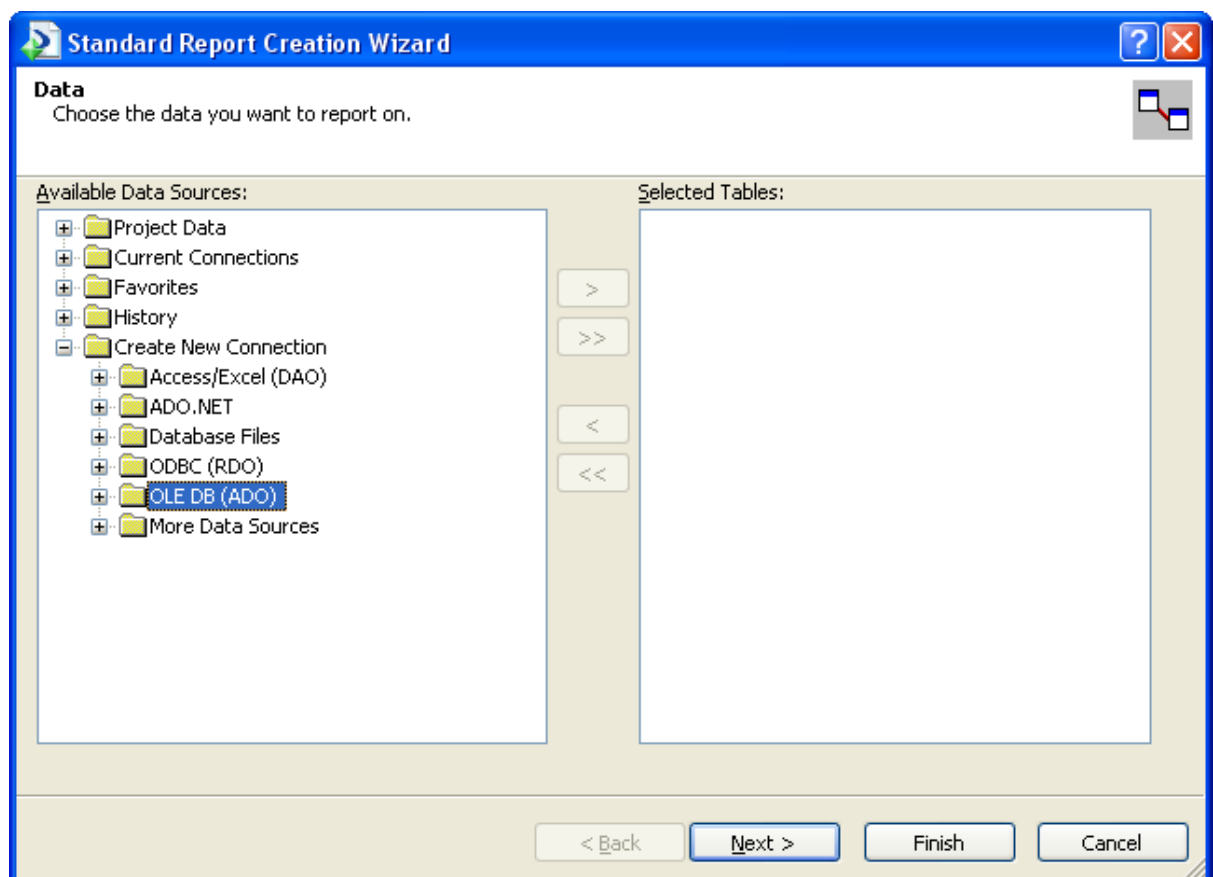 Standard Report Creation Wizard
Data
Choose the data you want to report on.
Available Data Sources:
Selected Tables:
Project Data
Current Connections
Favorites
History
Create New Connection
Access/Excel (DAO)
ADO.NET
Database Files
ODBC (RDO)
OLE DB (ADO)
More Data Sources
>
>>
<
<<
< Back
Next >
Finish
Cancel